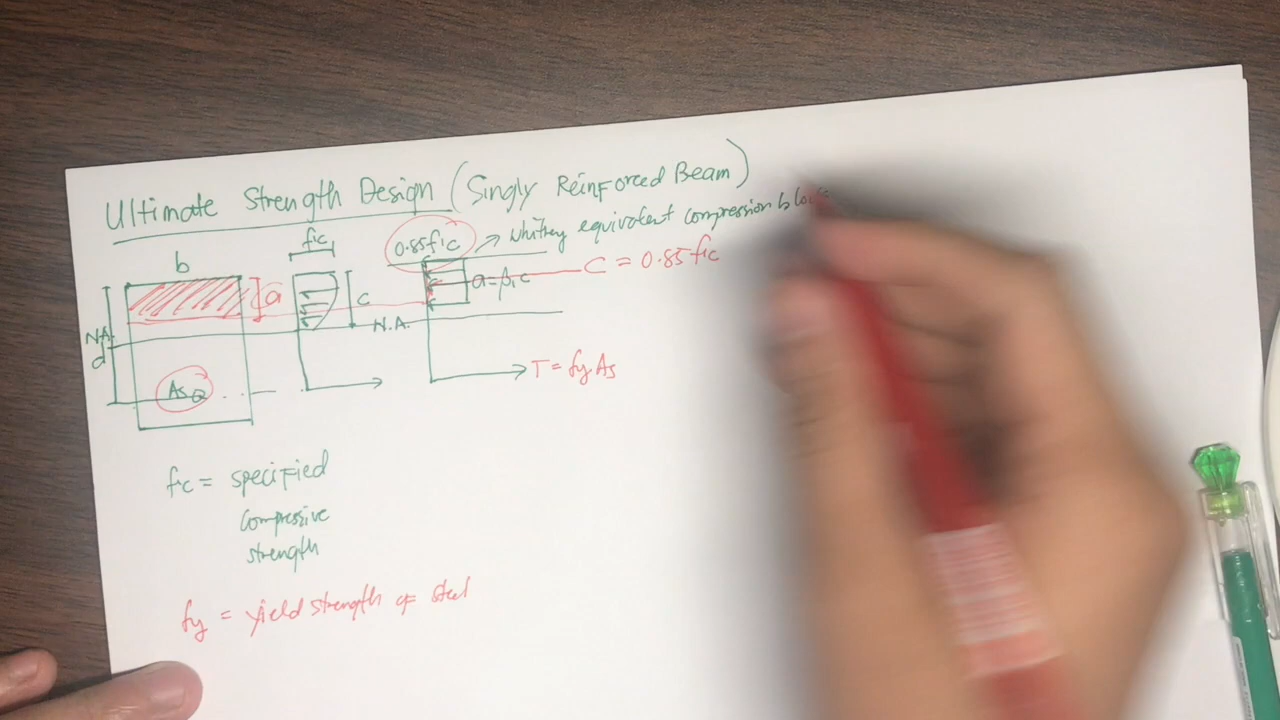 Ultimate Strength Design (Singly Reinforced Beam)
Whitney equivalent compression block
b
f'c
0.85f'c
C = 0.85 f'c
a
c
a = β1c
N.A.
N.A.
d
T = fy As
As
f'c = specified
compressive
strength
fy = yield strength of steel